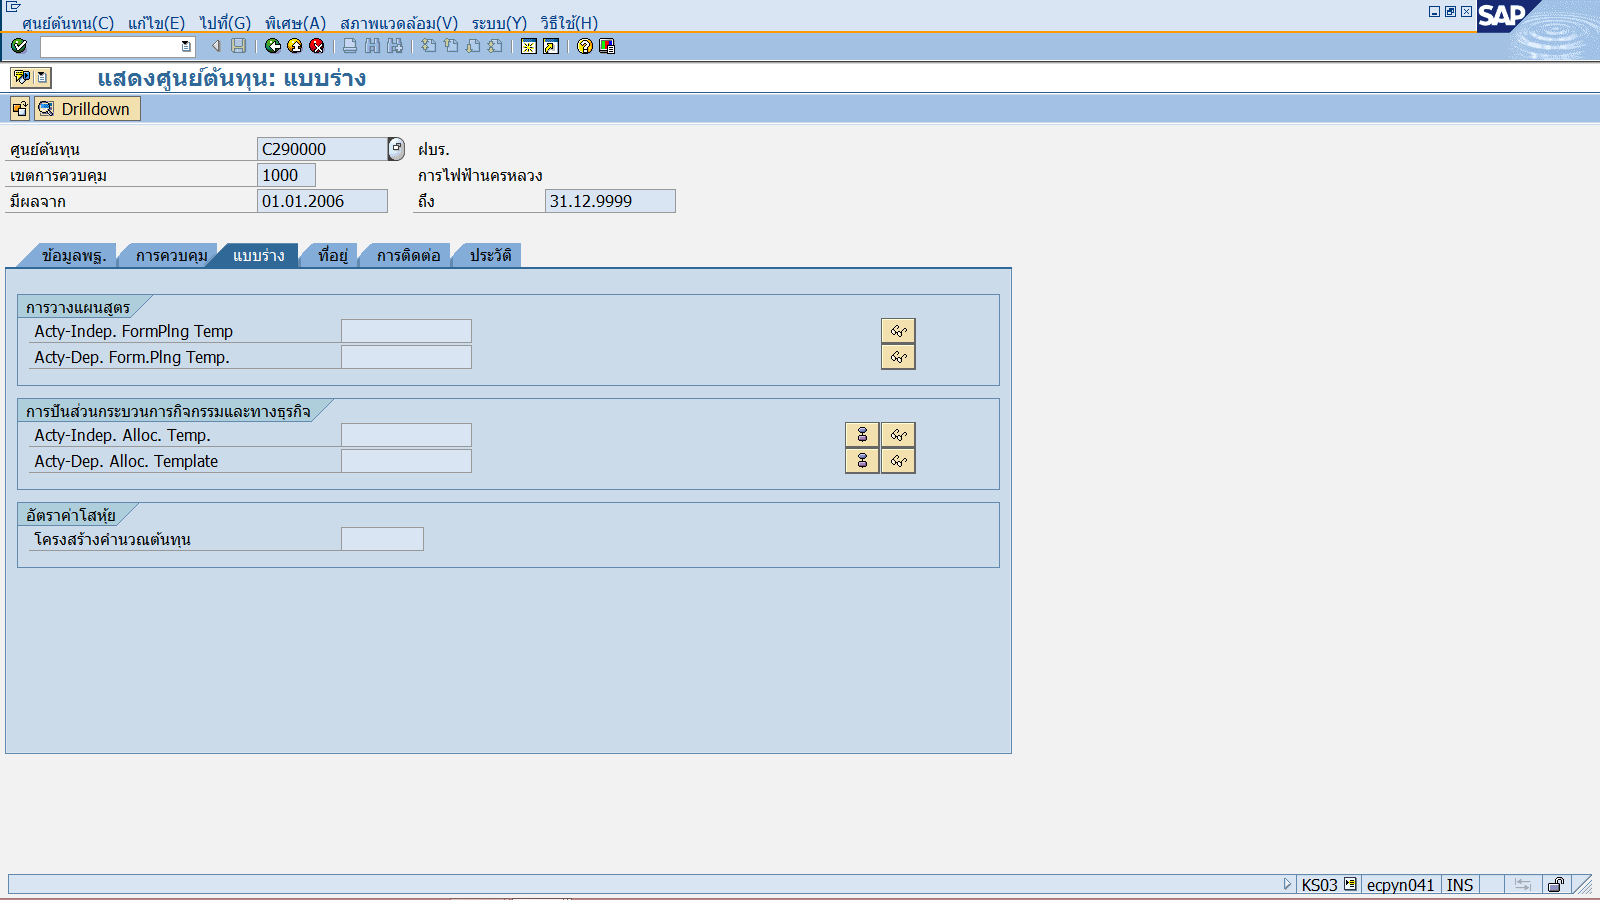 ศูนย์ต้นทุน(C) แก้ไข(E) ไปที่(G) พิเศษ(A) สภาพแวดล้อม(V) ระบบ(Y) วิธีใช้(H)
SAP
แสดงศูนย์ต้นทุน: แบบร่าง
Drilldown
ศูนย์ต้นทุน C290000 ฝบร.
เขตการควบคุม 1000 การไฟฟ้านครหลวง
มีผลจาก 01.01.2006 ถึง 31.12.9999
ข้อมูลพฐ. การควบคุม แบบร่าง ที่อยู่ การติดต่อ ประวัติ
การวางแผนสูตร
Acty-Indep. FormPlng Temp
Acty-Dep. Form.Plng Temp.
การปันส่วนกระบวนการกิจกรรมและทางธุรกิจ
Acty-Indep. Alloc. Temp.
Acty-Dep. Alloc. Template
อัตราค่าโสหุ้ย
โครงสร้างคำนวณต้นทุน
KS03 ecpyn041 INS